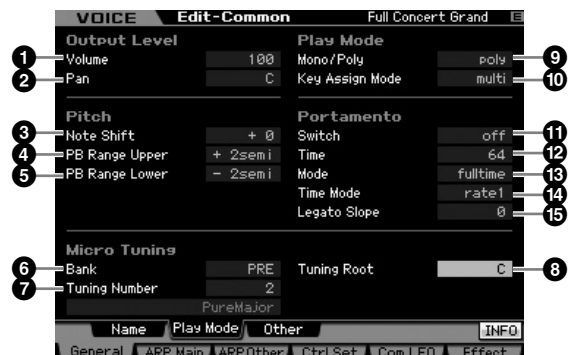 VOICE Edit-Common Full Concert Grand E
Output Level Play Mode
1 Volume 100 Mono/Poly poly 9
2 Pan C Key Assign Mode multi 10
Pitch Portamento
3 Note Shift + 0 Switch off 11
4 PB Range Upper + 2semi Time 64 12
5 PB Range Lower - 2semi Mode fulltime 13
Time Mode rate1 14
Legato Slope 0 15
Micro Tuning
6 Bank PRE Tuning Root C 8
7 Tuning Number 2
PureMajor
Name Play Mode Other INFO
General ARP Main ARP Other Ctrl Set Com LFO Effect